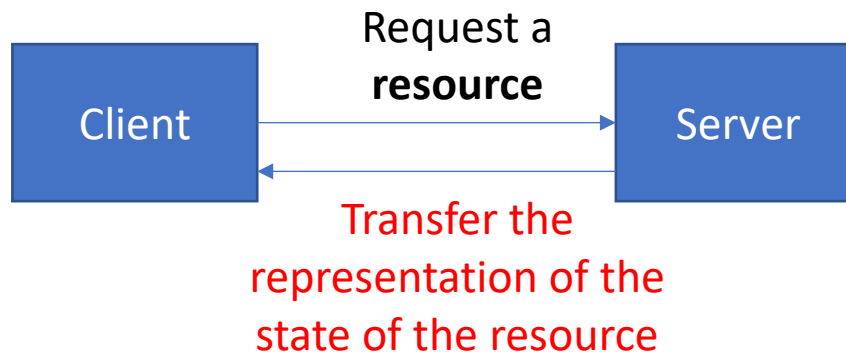 Request a
resource
Client
Server
Transfer the
representation of the
state of the resource